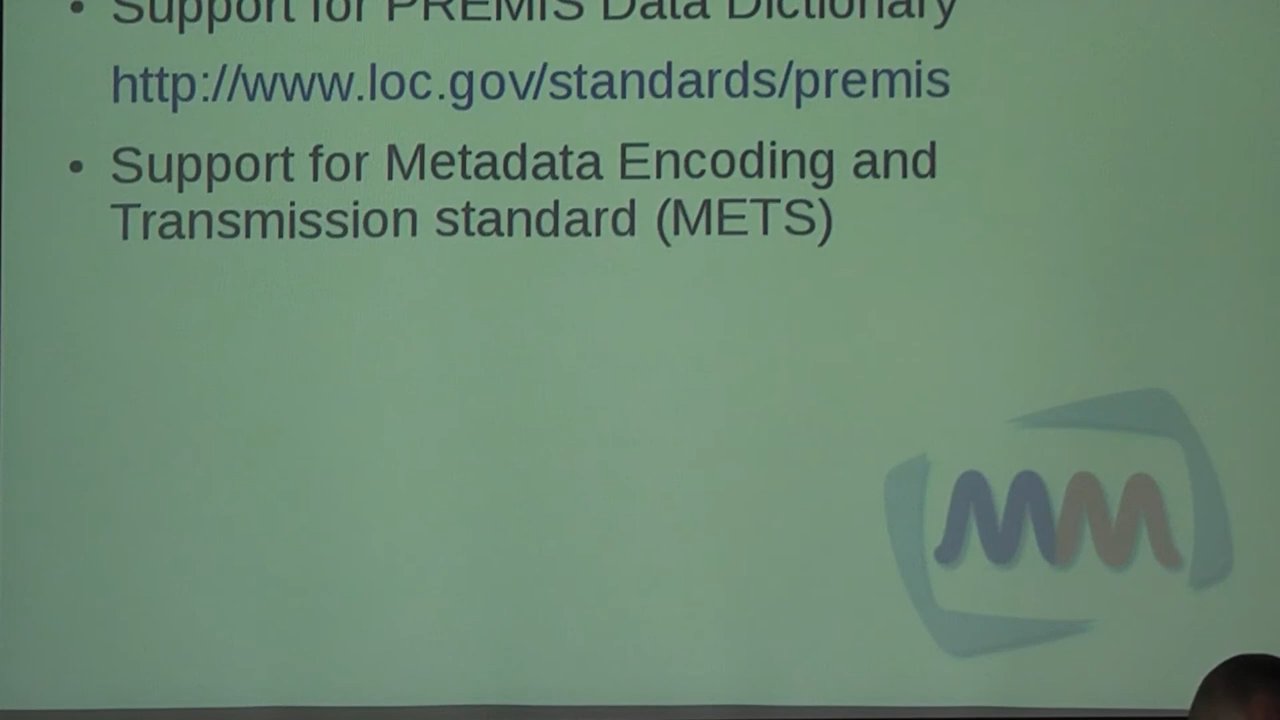 • Support for PREMIS Data Dictionary
http://www.loc.gov/standards/premis
• Support for Metadata Encoding and
Transmission standard (METS)
MM